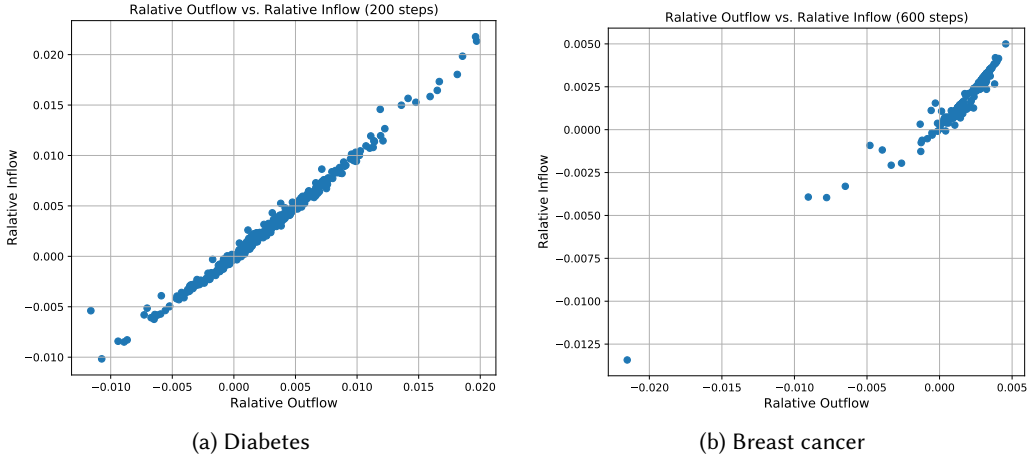 Ralative Outflow vs. Ralative Inflow (200 steps)
0.020
0.015
0.010
0.005
0.000
−0.005
−0.010
Ralative Inflow
−0.010 −0.005 0.000 0.005 0.010 0.015 0.020
Ralative Outflow
(a) Diabetes
Ralative Outflow vs. Ralative Inflow (600 steps)
0.0050
0.0025
0.0000
−0.0025
−0.0050
−0.0075
−0.0100
−0.0125
Ralative Inflow
−0.020 −0.015 −0.010 −0.005 0.000 0.005
Ralative Outflow
(b) Breast cancer